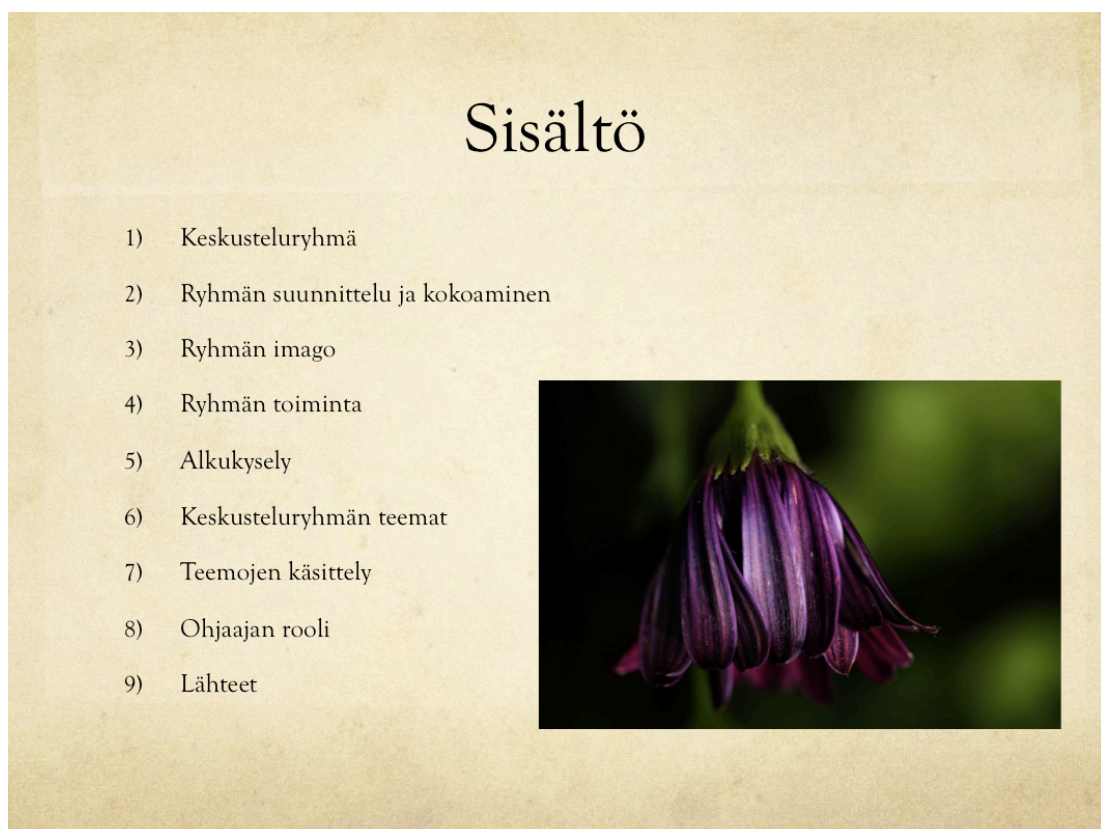 Sisältö
1) Keskusteluryhmä
2) Ryhmän suunnittelu ja kokoaminen
3) Ryhmän imago
4) Ryhmän toiminta
5) Alkukysely
6) Keskusteluryhmän teemat
7) Teemojen käsittely
8) Ohjaajan rooli
9) Lähteet